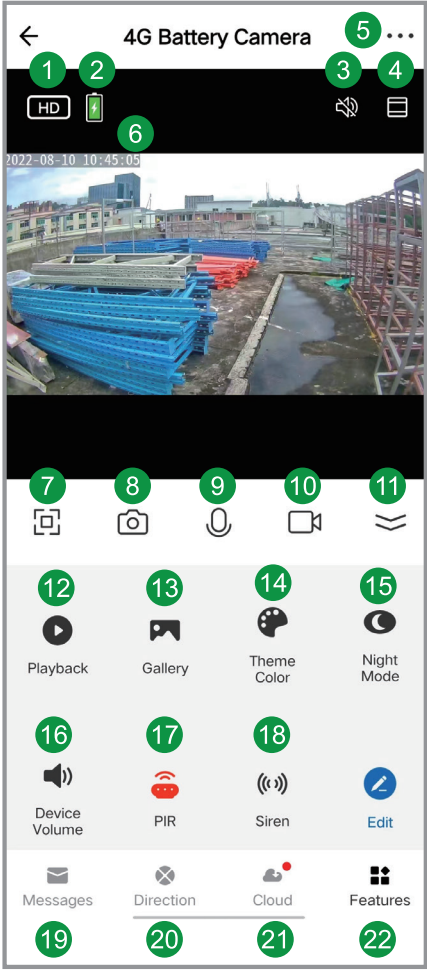 4G Battery Camera
5
1 2 3 4
HD
6
2022-08-10 10:45:05
7 8 9 10 11
12 13 14 15
Playback Gallery Theme Color Night Mode
16 17 18
Device Volume PIR Siren Edit
Messages Direction Cloud Features
19 20 21 22